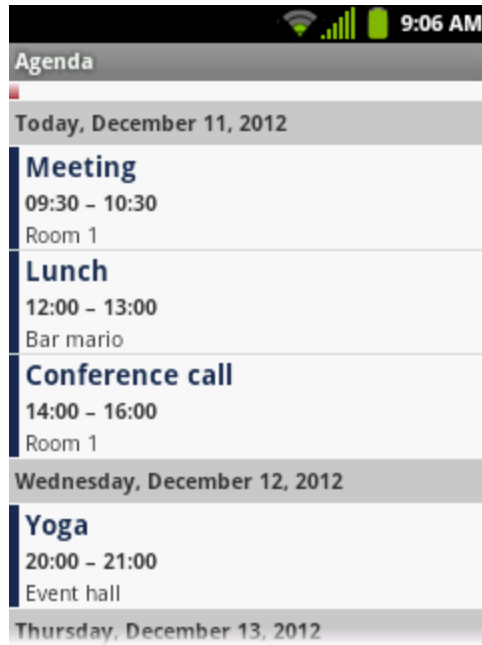 9:06 AM
Agenda
Today, December 11, 2012
Meeting
09:30 – 10:30
Room 1
Lunch
12:00 – 13:00
Bar mario
Conference call
14:00 – 16:00
Room 1
Wednesday, December 12, 2012
Yoga
20:00 – 21:00
Event hall
Thursday, December 13, 2012